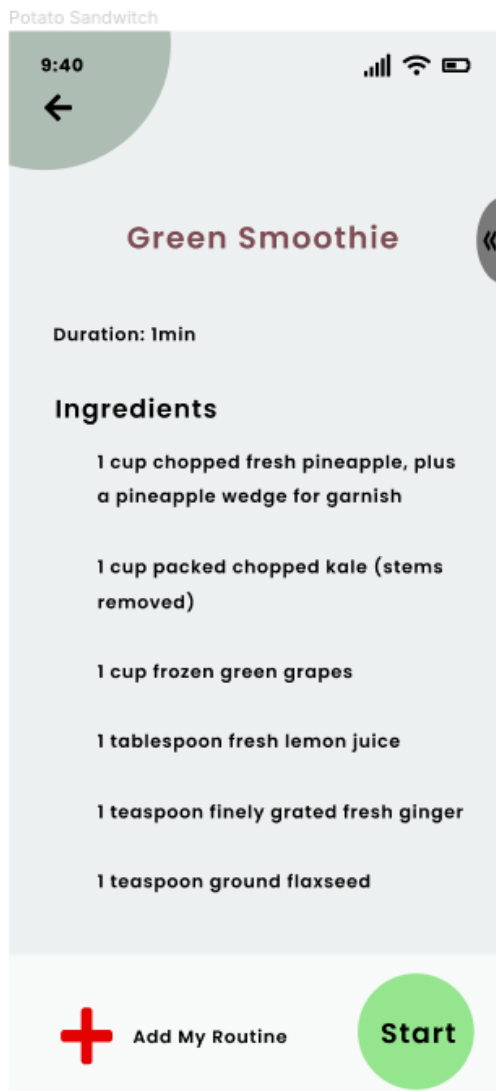 Potato Sandwitch
9:40
Green Smoothie
Duration: 1min
Ingredients
1 cup chopped fresh pineapple, plus
a pineapple wedge for garnish
1 cup packed chopped kale (stems
removed)
1 cup frozen green grapes
1 tablespoon fresh lemon juice
1 teaspoon finely grated fresh ginger
1 teaspoon ground flaxseed
Add My Routine
Start